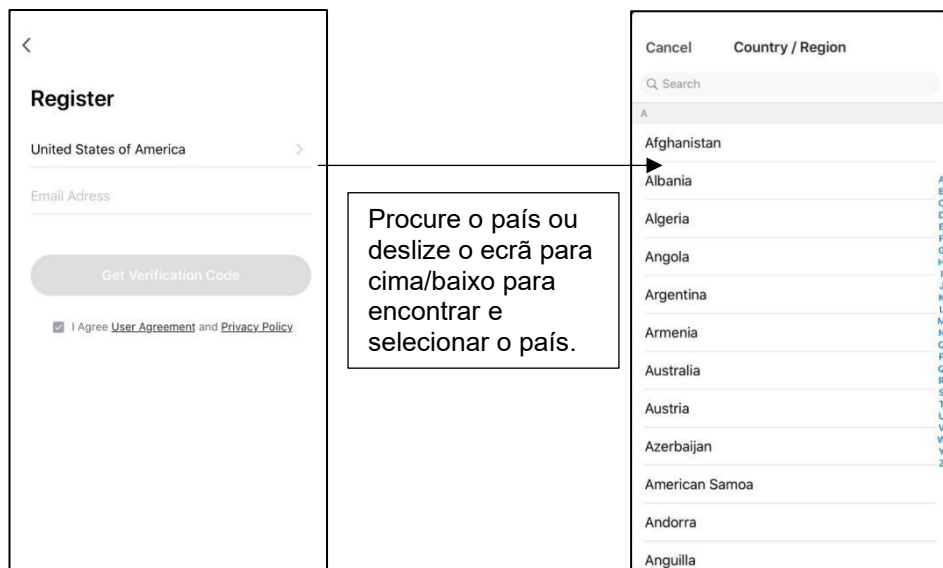 Register
United States of America
Email Adress
Get Verification Code
I Agree User Agreement and Privacy Policy
Procure o país ou
deslize o ecrã para
cima/baixo para
encontrar e
selecionar o país.
Cancel Country / Region
Search
A
Afghanistan
Albania
Algeria
Angola
Argentina
Armenia
Australia
Austria
Azerbaijan
American Samoa
Andorra
Anguilla
A
B
C
D
E
F
G
H
I
J
K
L
M
N
O
P
Q
R
S
T
U
V
W
Y
Z